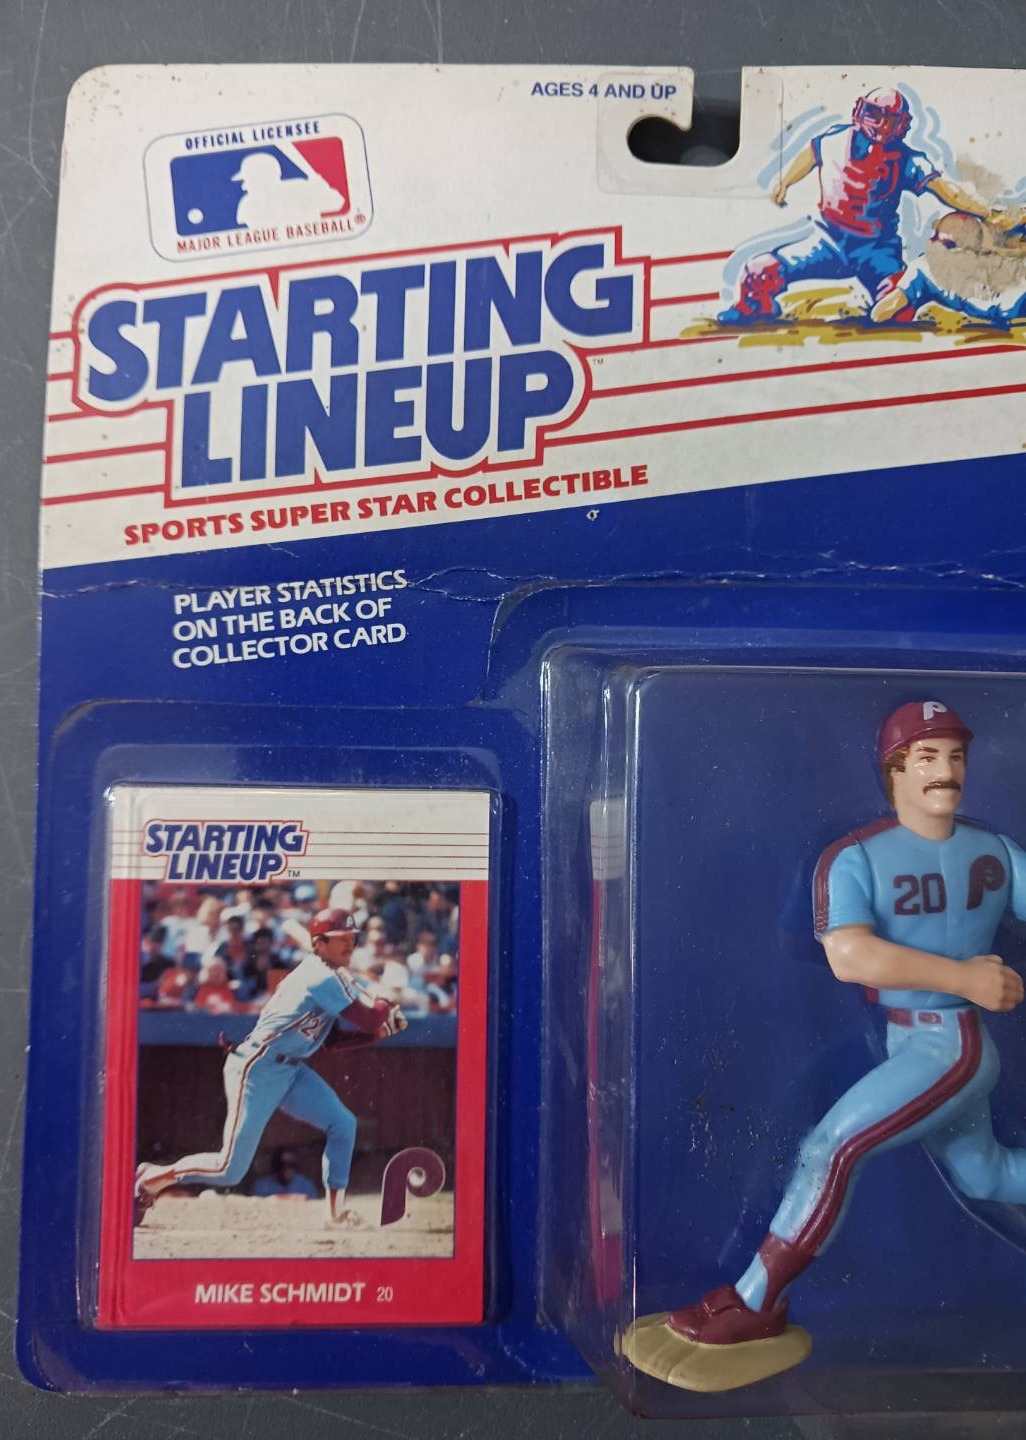 AGES 4 AND UP
OFFICIAL LICENSEE
MAJOR LEAGUE BASEBALL®
STARTING
LINEUP™
SPORTS SUPER STAR COLLECTIBLE
PLAYER STATISTICS
ON THE BACK OF
COLLECTOR CARD
P
20 P
STARTING
LINEUP™
P
MIKE SCHMIDT 20